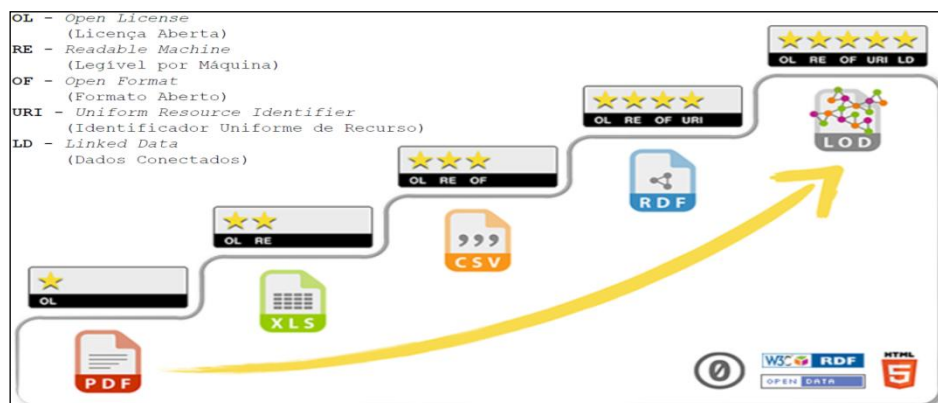 OL – Open License
(Licença Aberta)
RE – Readable Machine
(Legível por Máquina)
OF – Open Format
(Formato Aberto)
URI – Uniform Resource Identifier
(Identificador Uniforme de Recurso)
LD – Linked Data
(Dados Conectados)
OL RE OF URI LD
LOD
OL RE OF URI
RDF
OL RE OF
CSV
OL RE
XLS
OL
PDF
0
W3C RDF
OPEN DATA
HTML
5